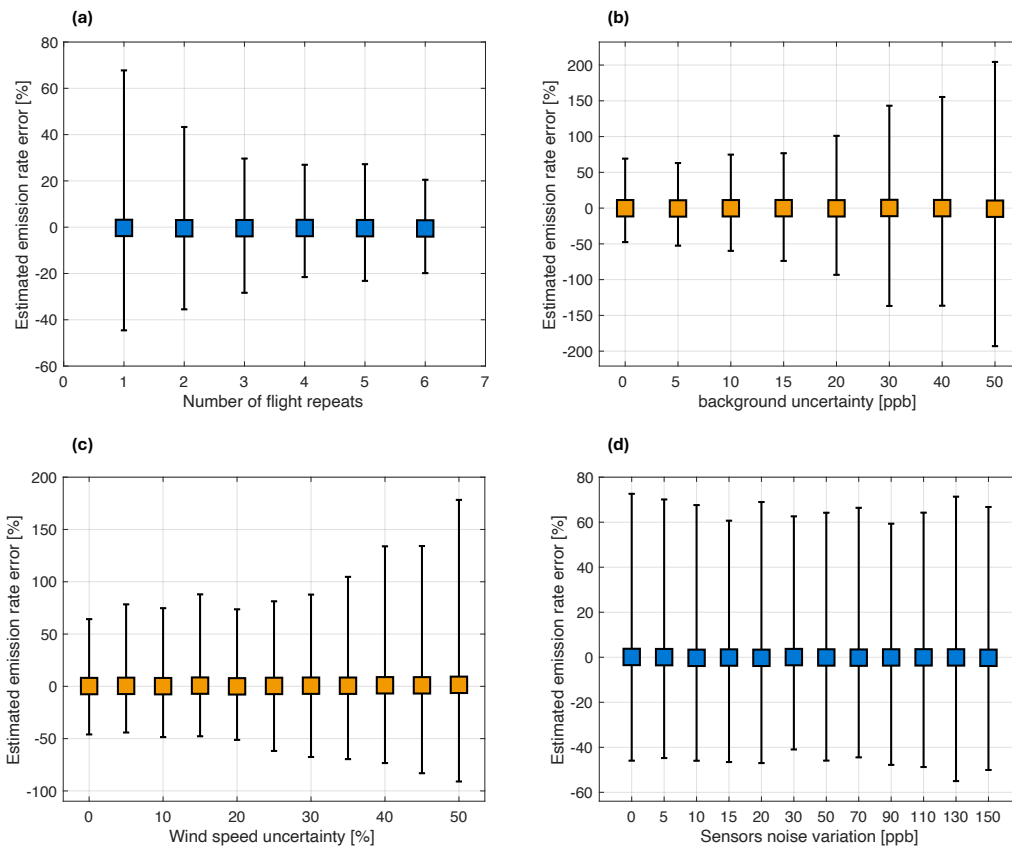 (a)
80
60
40
20
0
-20
-40
-60
0 1 2 3 4 5 6 7
Number of flight repeats
Estimated emission rate error [%]
(b)
200
150
100
50
0
-50
-100
-150
-200
0 5 10 15 20 30 40 50
background uncertainty [ppb]
Estimated emission rate error [%]
(c)
200
150
100
50
0
-50
-100
0 10 20 30 40 50
Wind speed uncertainty [%]
Estimated emission rate error [%]
(d)
80
60
40
20
0
-20
-40
-60
0 5 10 15 20 30 50 70 90 110 130 150
Sensors noise variation [ppb]
Estimated emission rate error [%]